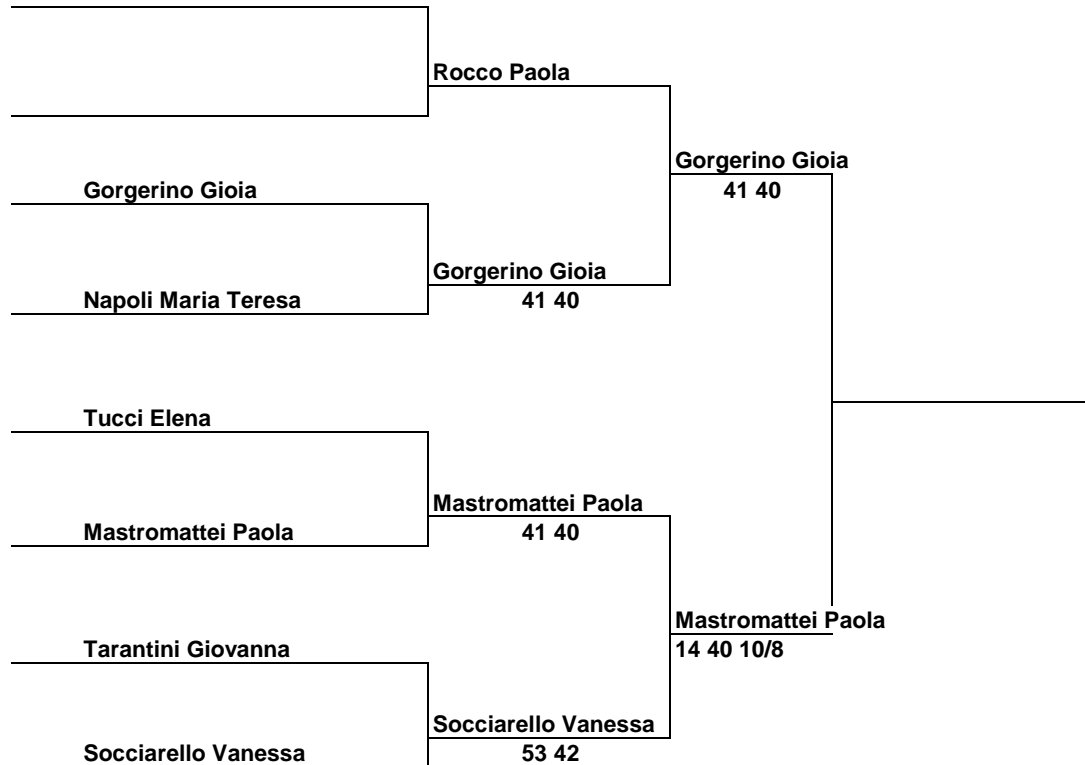 Rocco Paola
Gorgerino Gioia
41 40
Gorgerino Gioia
Gorgerino Gioia
41 40
Napoli Maria Teresa
Tucci Elena
Mastromattei Paola
41 40
Mastromattei Paola
Mastromattei Paola
14 40 10/8
Tarantini Giovanna
Socciarello Vanessa
53 42
Socciarello Vanessa